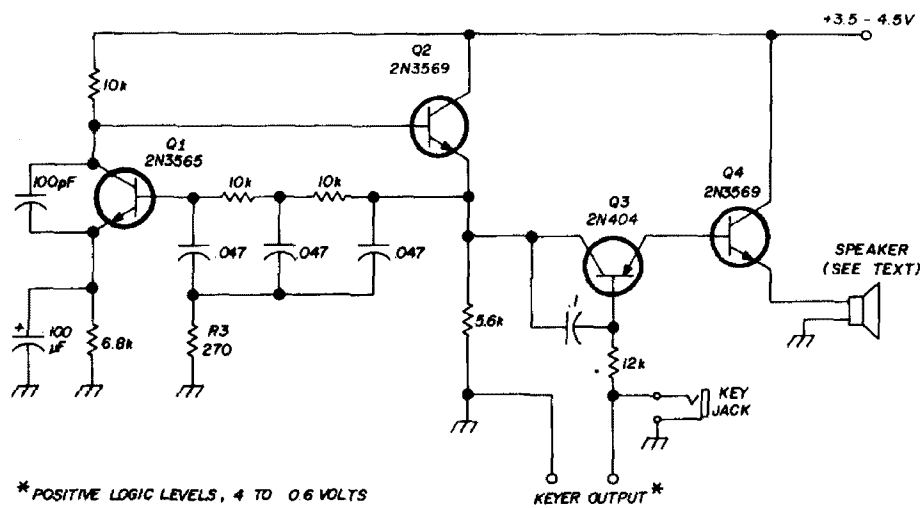 +3.5 - 4.5V
Q2
2N3569
10k
Q1
2N3565
100pF
10k
10k
Q3
2N404
Q4
2N3569
SPEAKER
(SEE TEXT)
.047
.047
.047
+
100
µF
6.8k
R3
270
5.6k
.1
12k
KEY
JACK
* POSITIVE LOGIC LEVELS, 4 TO 0.6 VOLTS
KEYER OUTPUT *